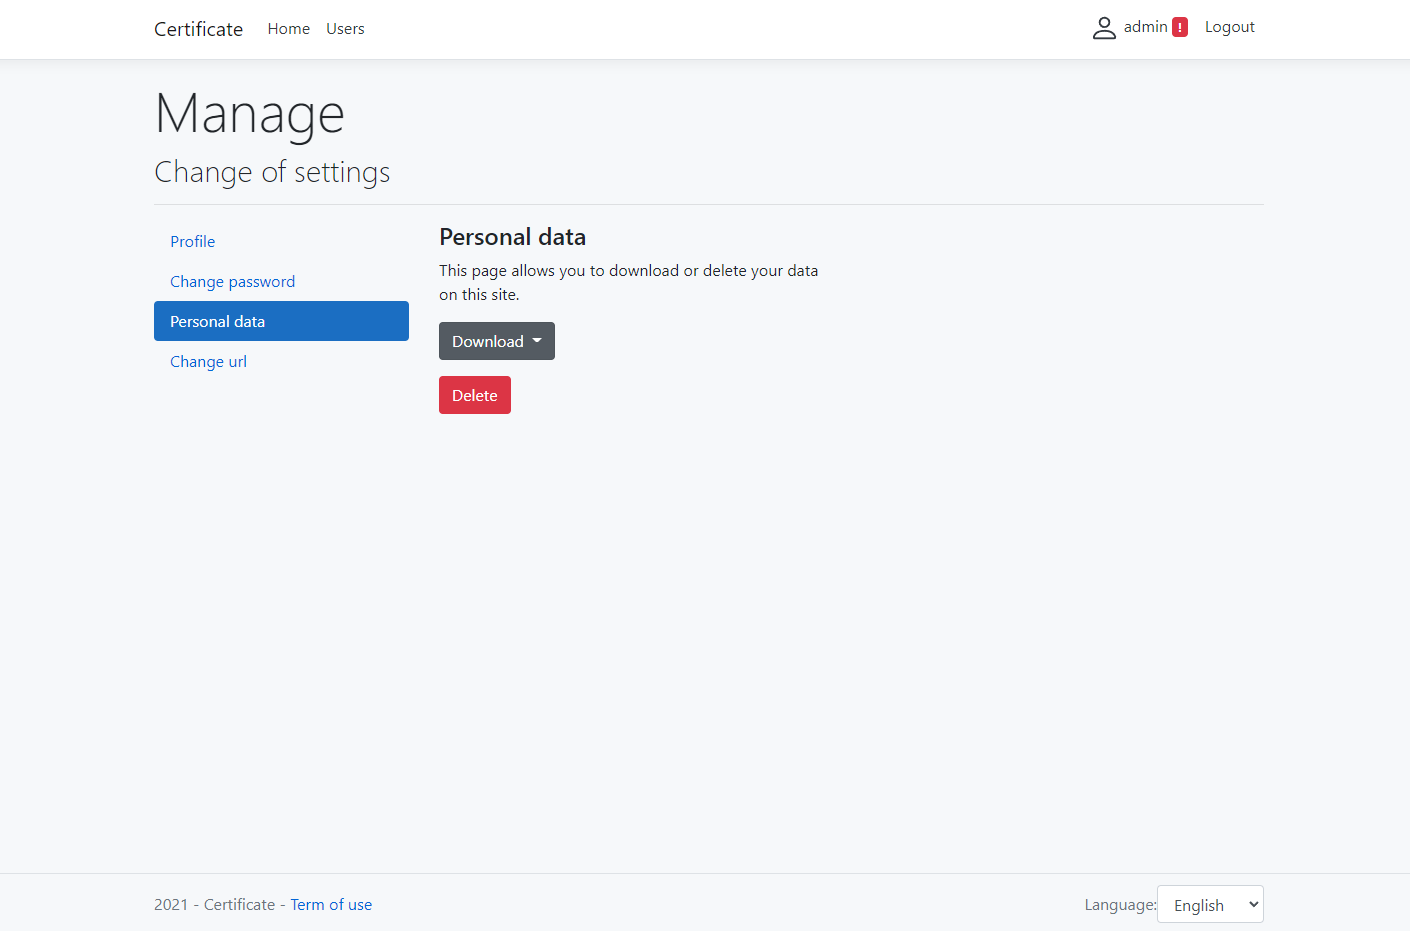 Certificate Home Users admin ! Logout
Manage
Change of settings
Profile
Change password
Personal data
Change url
Personal data
This page allows you to download or delete your data
on this site.
Download
Delete
2021 - Certificate - Term of use
Language: English